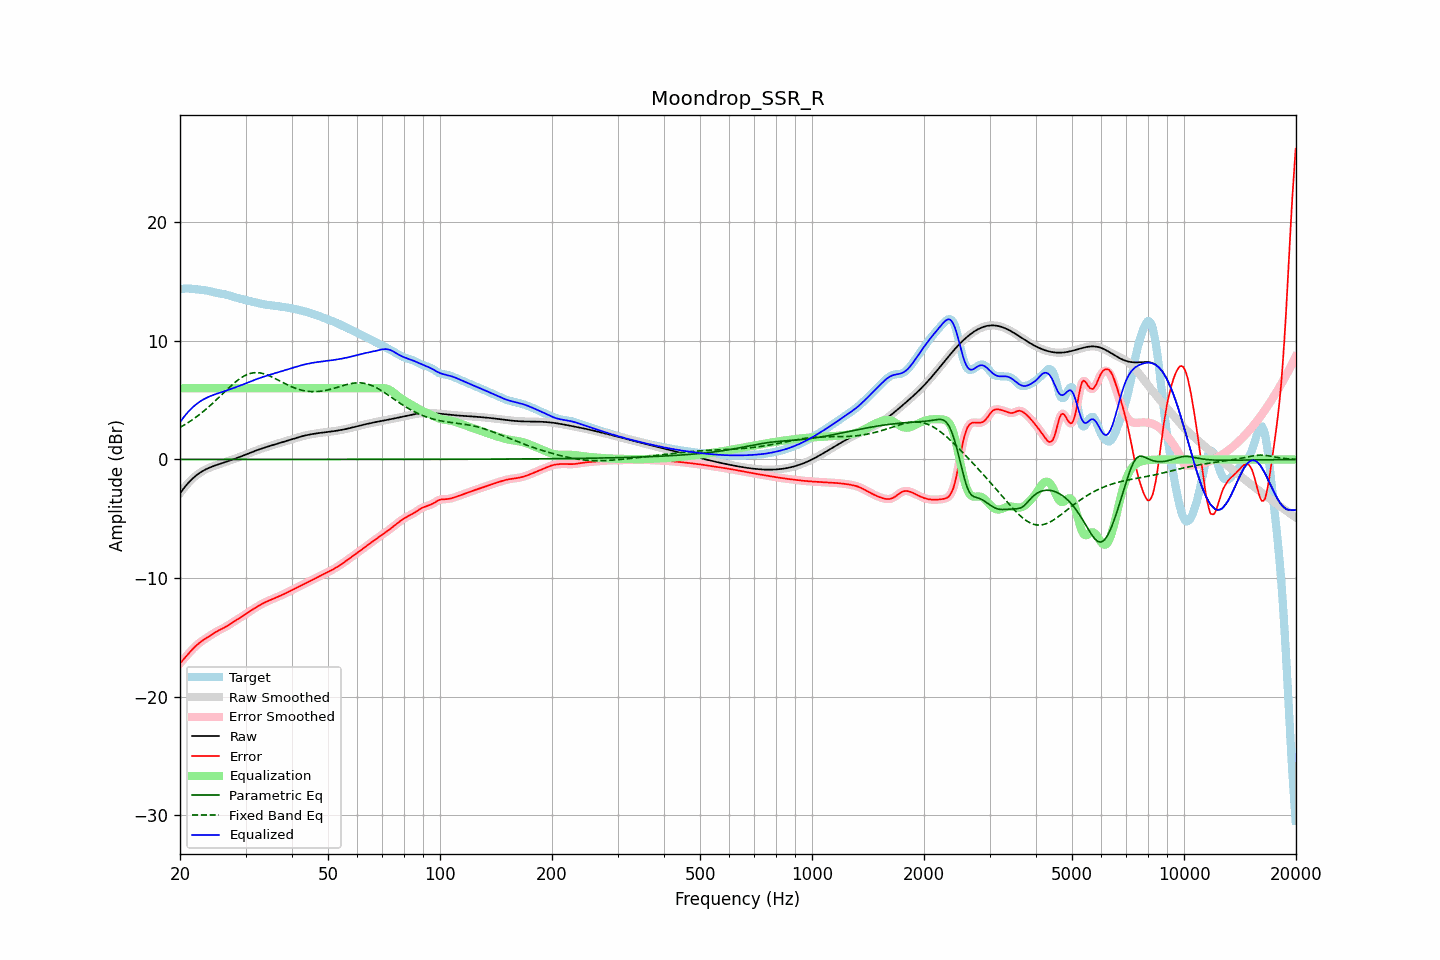 Moondrop_SSR_R
Amplitude (dBr)
20
10
0
−10
−20
−30
Target
Raw Smoothed
Error Smoothed
Raw
Error
Equalization
Parametric Eq
Fixed Band Eq
Equalized
20 50 100 200 500 1000 2000 5000 10000 20000
Frequency (Hz)